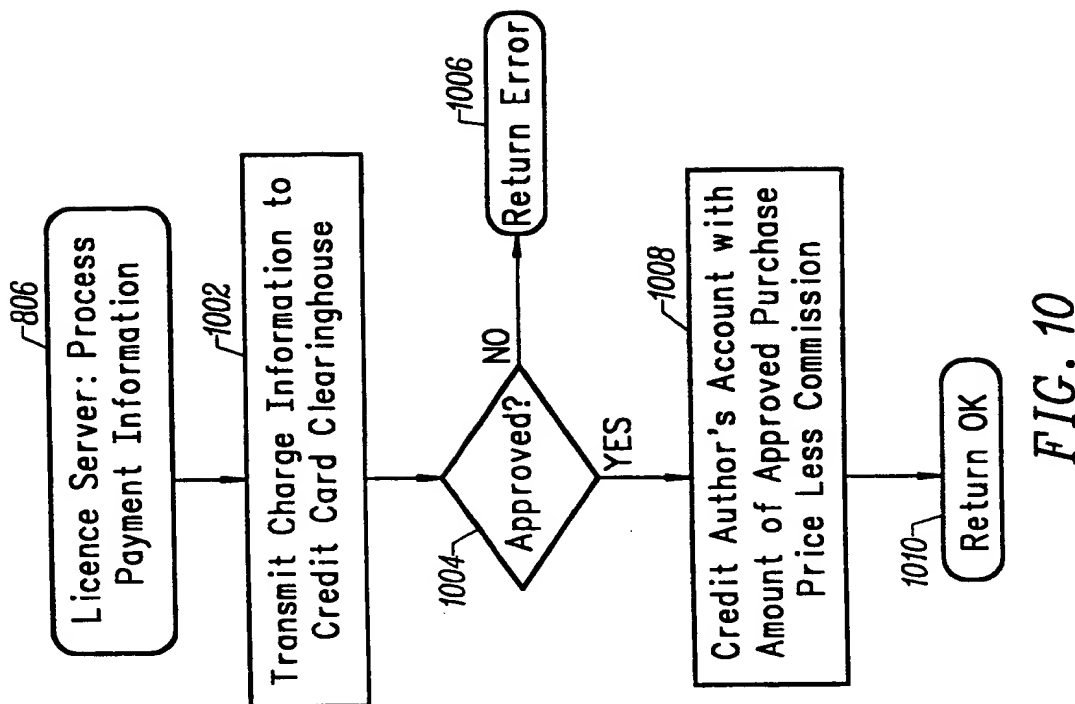 806
Licence Server: Process
Payment Information
1002
Transmit Charge Information to
Credit Card Clearinghouse
1004
Approved?
NO
1006
Return Error
YES
1008
Credit Author's Account with
Amount of Approved Purchase
Price Less Commission
1010
Return OK
FIG. 10